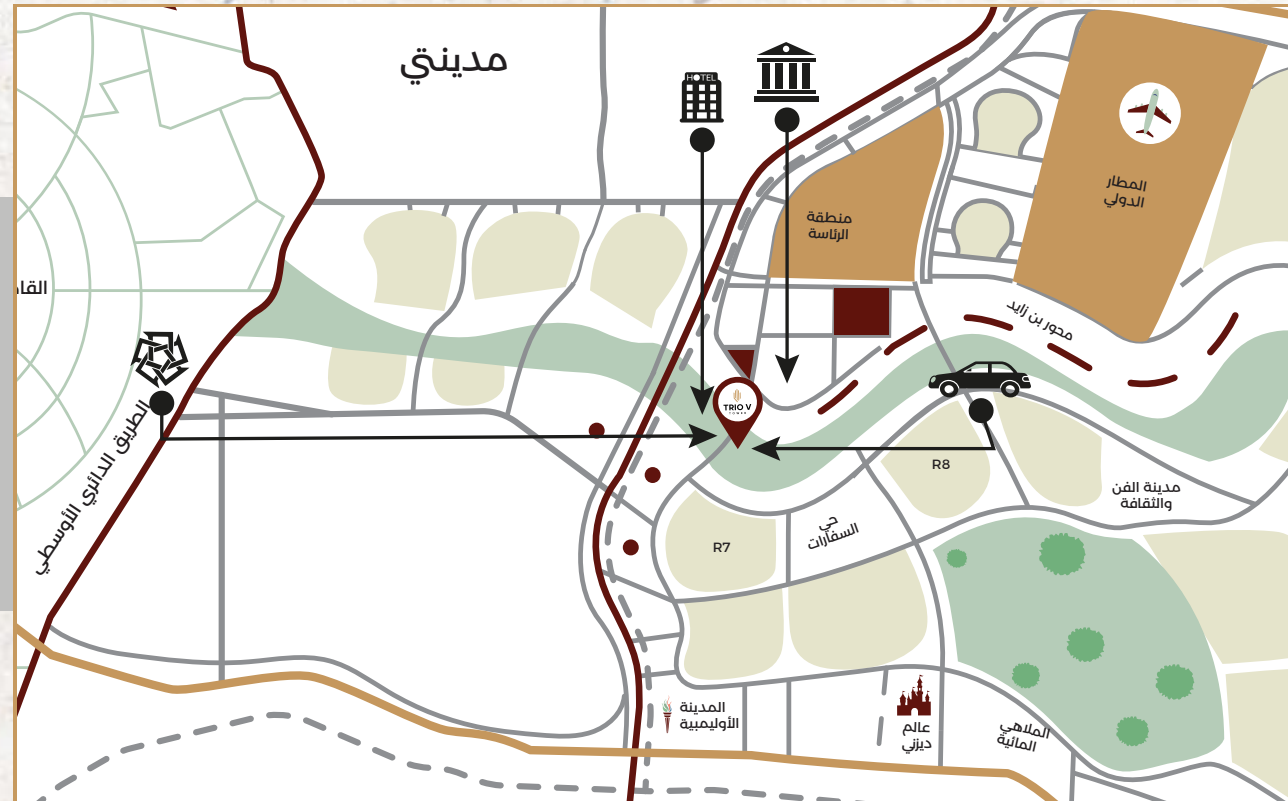 مدينتي
HOTEL
المطار
الدولي
منطقة
الرئاسة
محور بن زايد
TRIO V
TOWER
الطريق الدائري الأوسطي
R8
مدينة الفن
والثقافة
حي
السفارات
R7
المدينة
الأوليمبية
عالم
ديزني
الملاهي
المائية